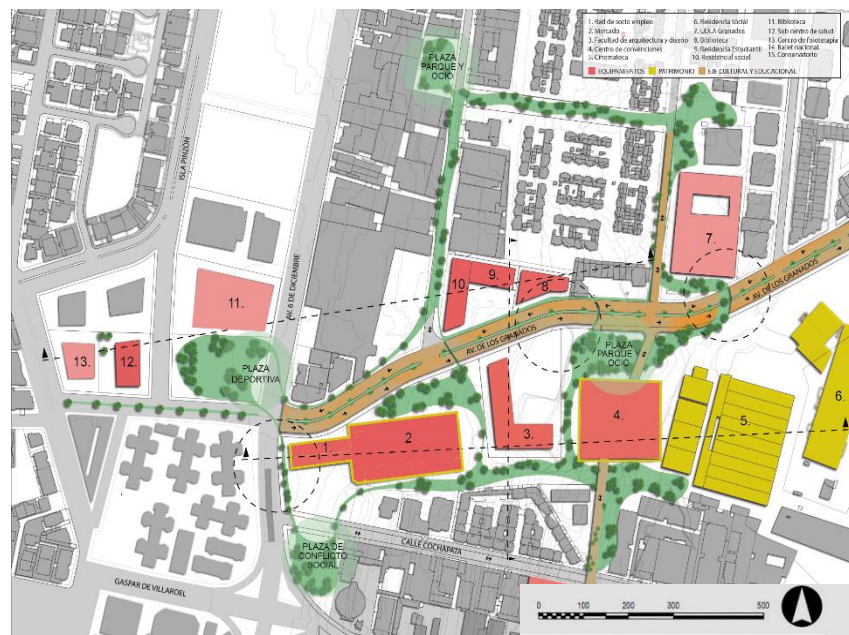 1. Red de socio empleo
2. Mercado
3. Facultad de arquitectura y diseño
4. Centro de convenciones
5. Cinemateca
6. Residencia social
7. UDLA Granados
8. Biblioteca
9. Residencia Estudiantil
10. Residencial social
11. Biblioteca
12. Sub centro de salud
13. Centro de fisioterapia
14. Balet nacional
15. Conservatorio
EQUIPAMIENTOS
PATRIMONIO
EJE CULTURAL Y EDUCACIONAL
PLAZA
PARQUE Y
OCIO
ISLA PINZÓN
AV. 6 DE DICIEMBRE
7.
9.
10.
8.
11.
AV. DE LOS GRANADOS
AV. DE LOS GRANADOS
13.
12.
PLAZA
DEPORTIVA
PLAZA
PARQUE Y
OCIO
1.
2
3.
4.
5.
6.
PLAZA DE
CONFLICTO
SOCIAL
CALLE COCHAPATA
GASPAR DE VILLAROEL
0 100 200 300 500